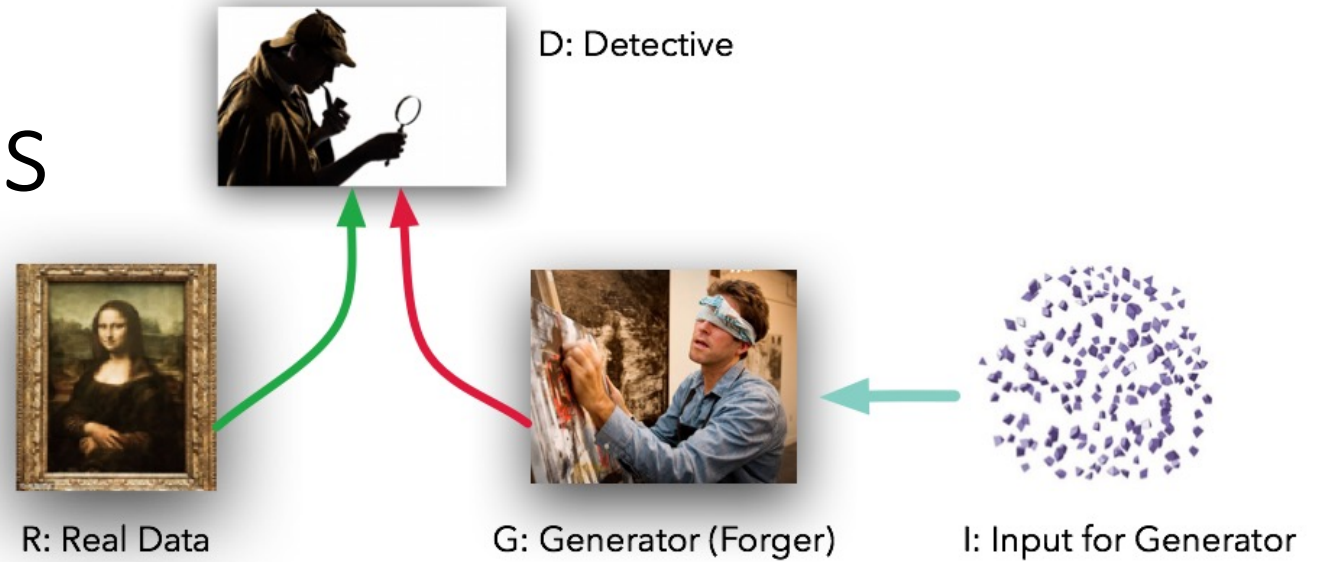 D: Detective
S
R: Real Data
G: Generator (Forger)
I: Input for Generator